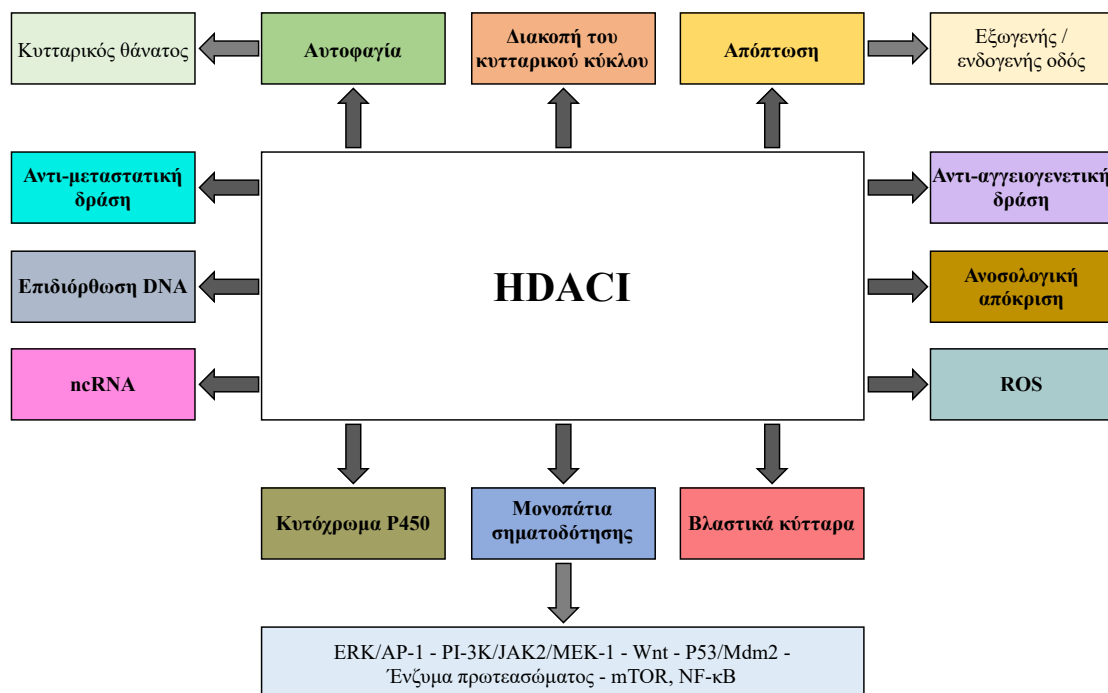 Κυτταρικός θάνατος
Αυτοφαγία
Διακοπή του
κυτταρικού κύκλου
Απόπτωση
Εξωγενής /
ενδογενής οδός
Αντι-μεταστατική
δράση
Αντι-αγγειογενετική
δράση
HDACI
Επιδιόρθωση DNA
Ανοσολογική
απόκριση
ncRNA
ROS
Κυτόχρωμα P450
Μονοπάτια
σηματοδότησης
Βλαστικά κύτταρα
ERK/AP-1 - PI-3K/JAK2/MEK-1 - Wnt - P53/Mdm2 -
Ένζυμα πρωτεασώματος - mTOR, NF-κB